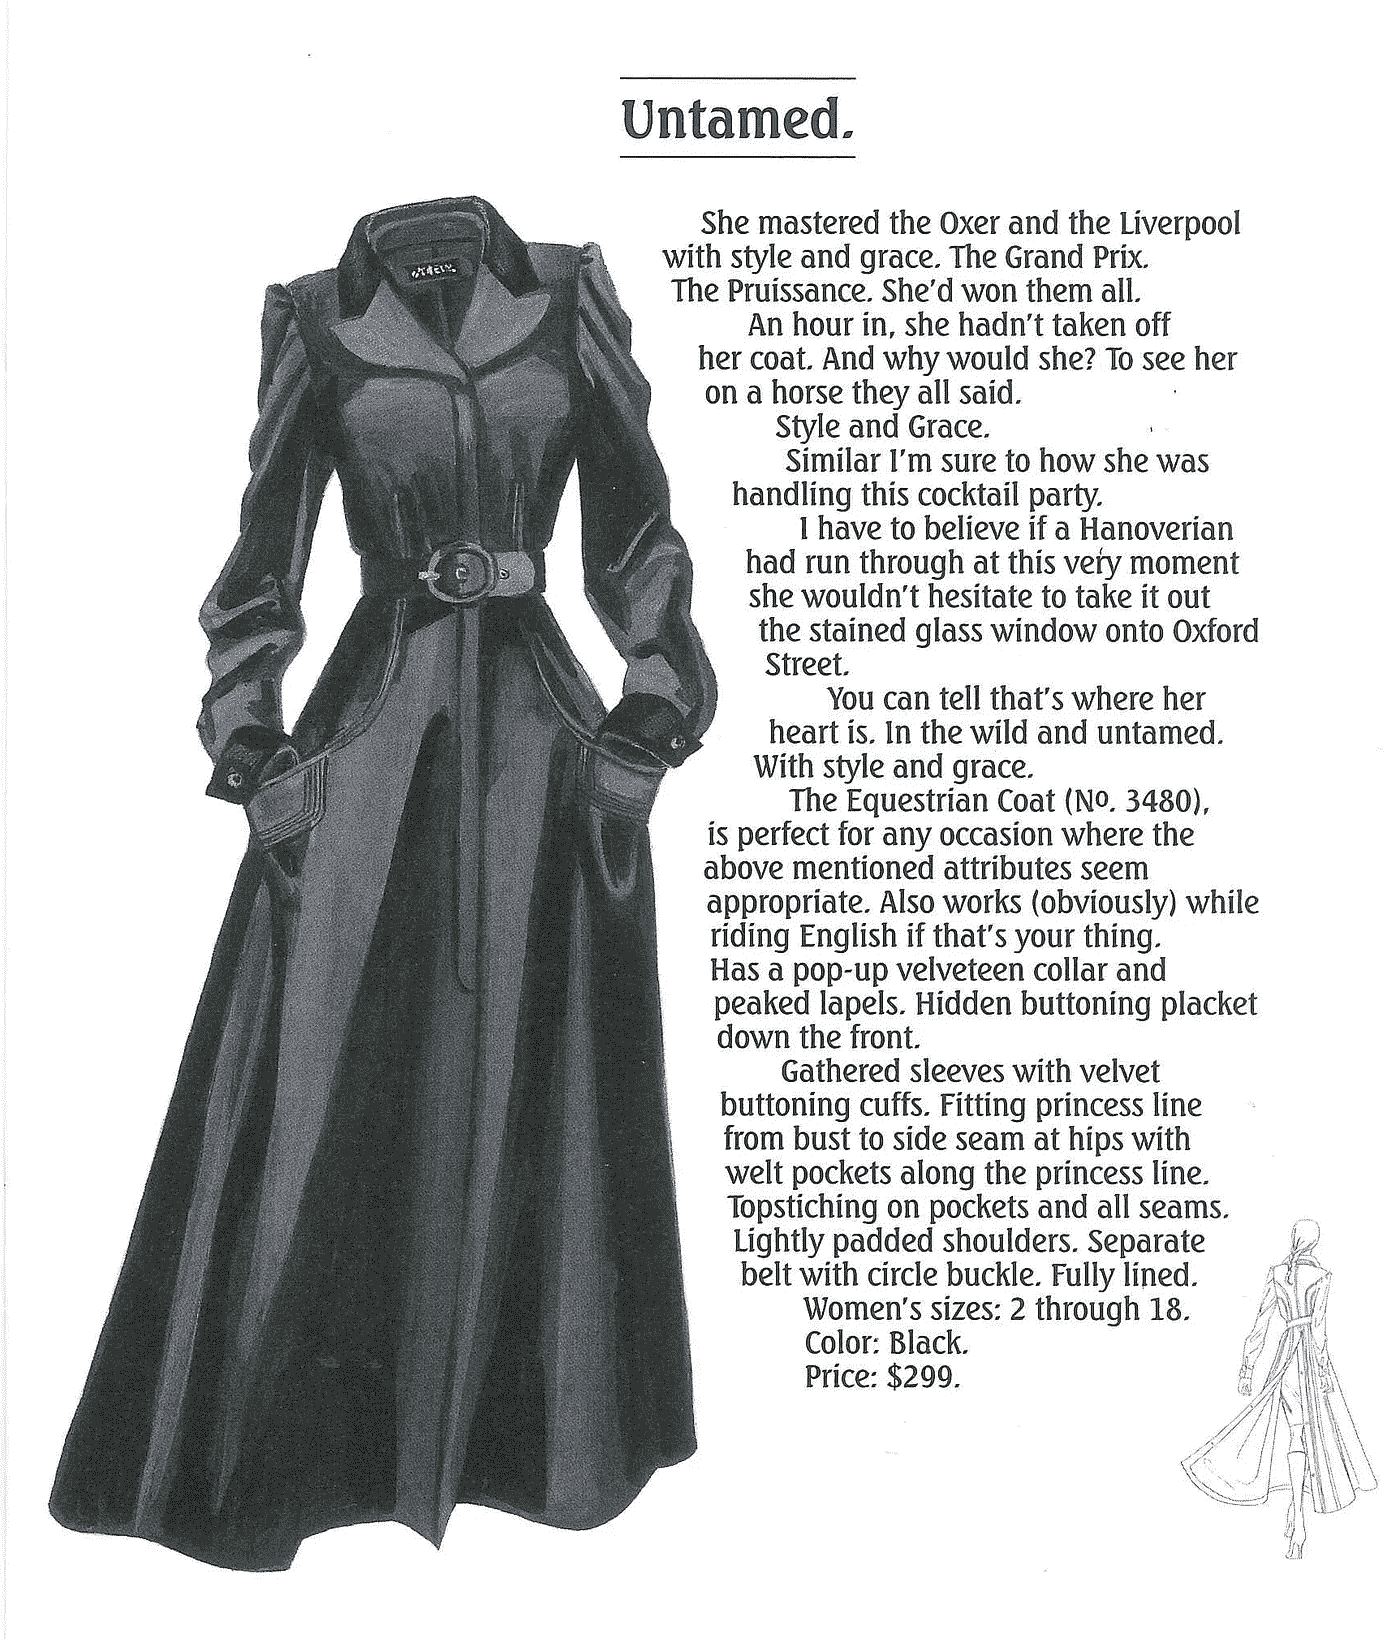 Untamed.
She mastered the Oxer and the Liverpool
with style and grace. The Grand Prix.
The Pruissance. She'd won them all.
An hour in, she hadn't taken off
her coat. And why would she? To see her
on a horse they all said.
Style and Grace.
Similar I'm sure to how she was
handling this cocktail party.
I have to believe if a Hanoverian
had run through at this very moment
she wouldn't hesitate to take it out
the stained glass window onto Oxford
Street.
You can tell that's where her
heart is. In the wild and untamed.
With style and grace.
The Equestrian Coat (Nº. 3480),
is perfect for any occasion where the
above mentioned attributes seem
appropriate. Also works (obviously) while
riding English if that's your thing.
Has a pop-up velveteen collar and
peaked lapels. Hidden buttoning placket
down the front.
Gathered sleeves with velvet
buttoning cuffs. Fitting princess line
from bust to side seam at hips with
welt pockets along the princess line.
Topstiching on pockets and all seams.
Lightly padded shoulders. Separate
belt with circle buckle. Fully lined.
Women's sizes: 2 through 18.
Color: Black.
Price: $299.